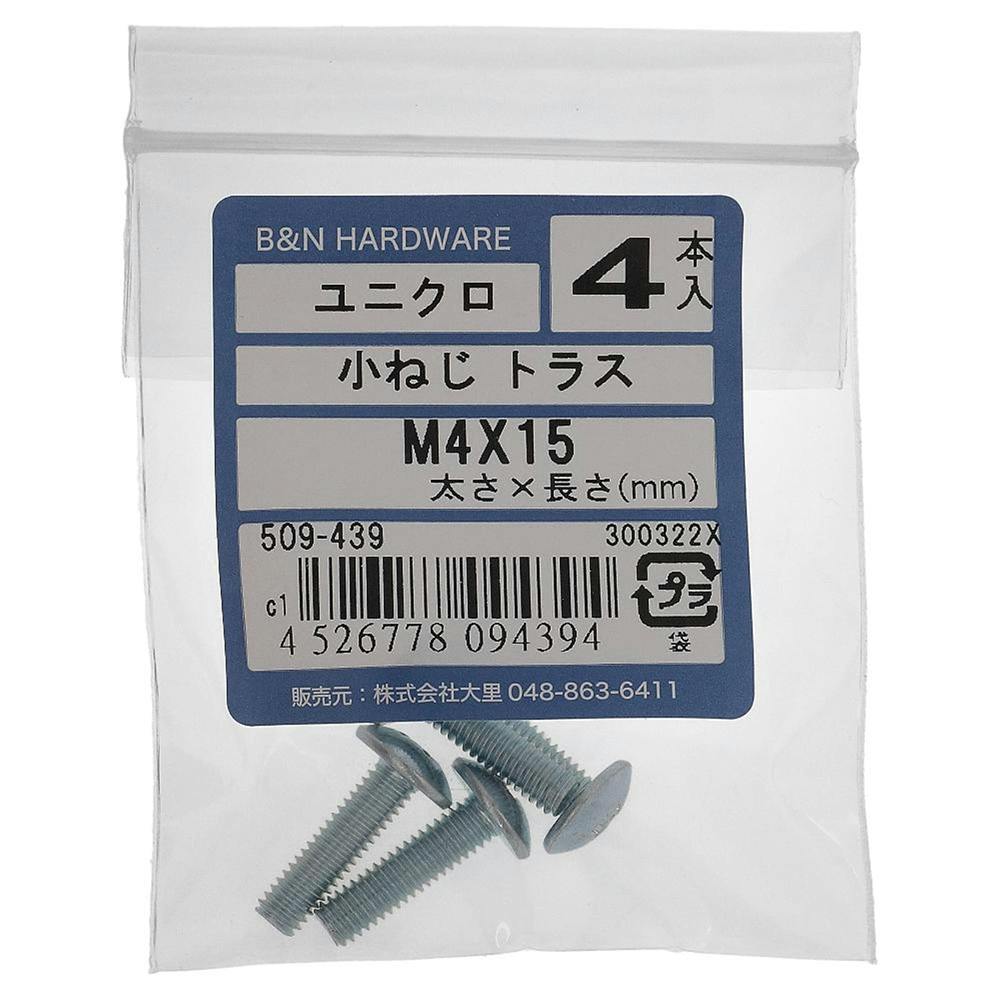 B&N HARDWARE
ユニクロ
4本入
小ねじ トラス
M4X15
太さ×長さ(mm)
509-439 300322X
c1
プラ
4 526778 094394
袋
販売元：株式会社大里 048-863-6411